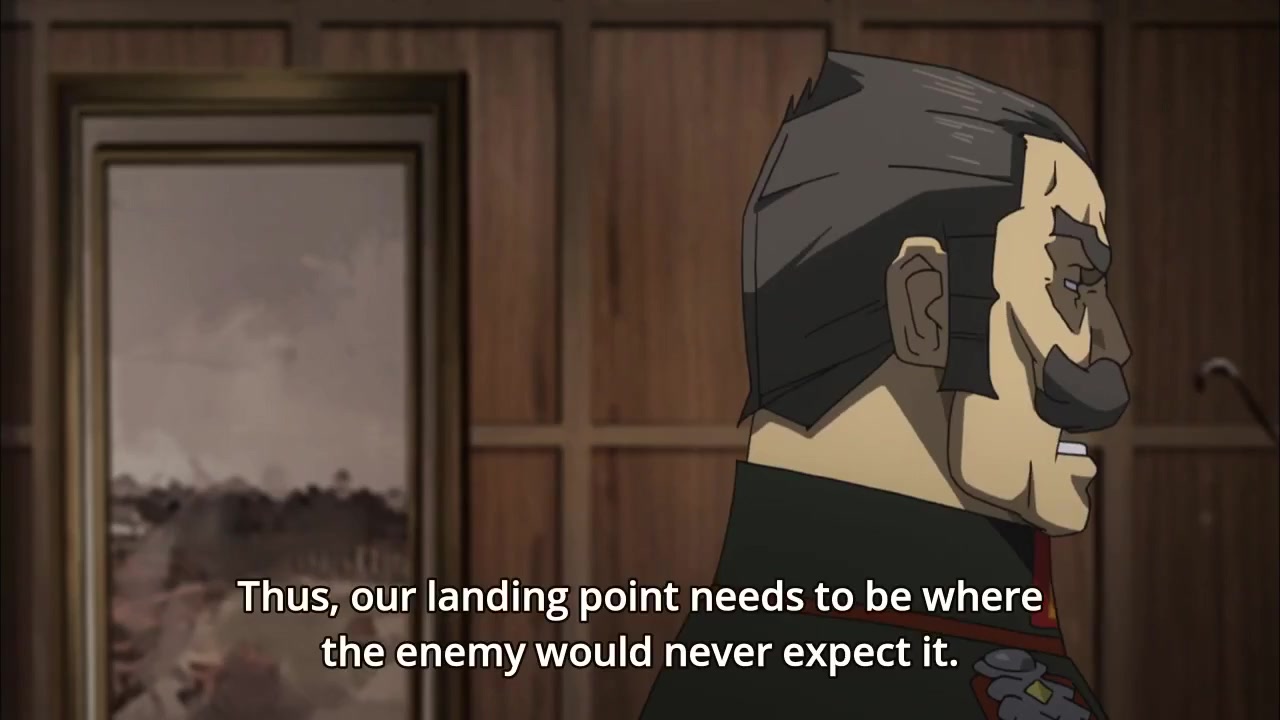 Thus, our landing point needs to be where
the enemy would never expect it.